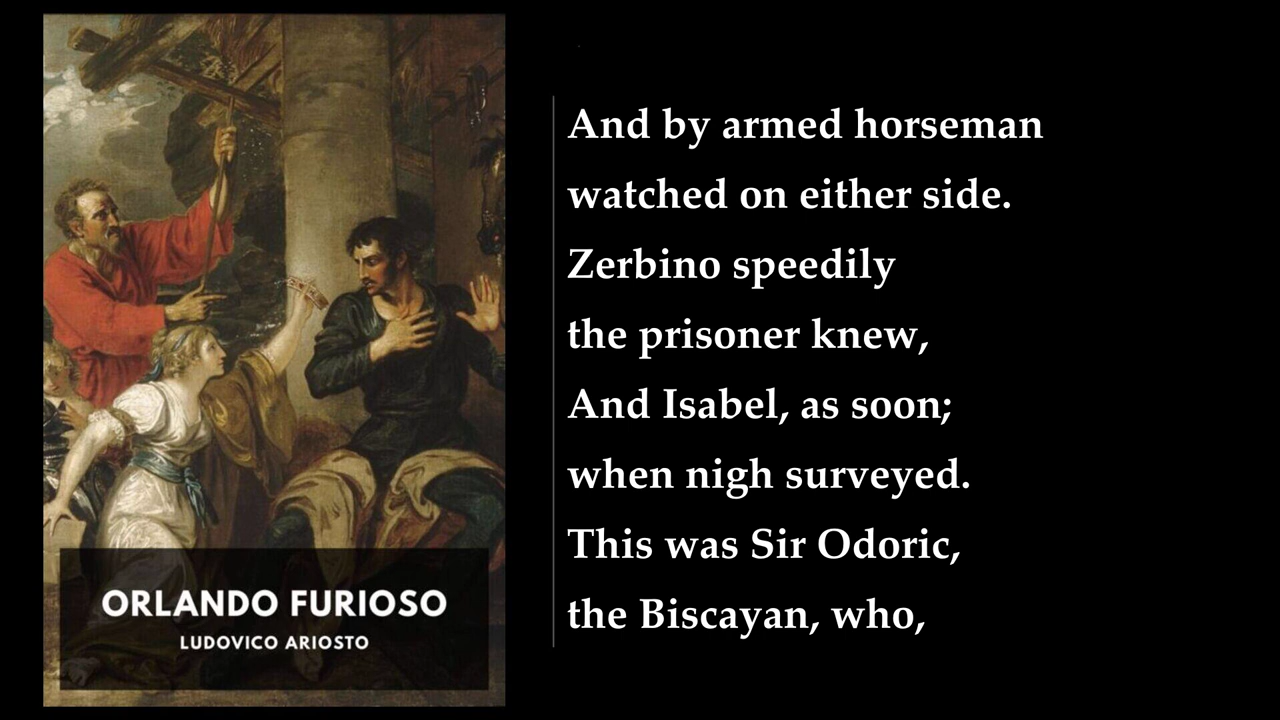 ORLANDO FURIOSO
LUDOVICO ARIOSTO
And by armed horseman
watched on either side.
Zerbino speedily
the prisoner knew,
And Isabel, as soon;
when nigh surveyed.
This was Sir Odoric,
the Biscayan, who,